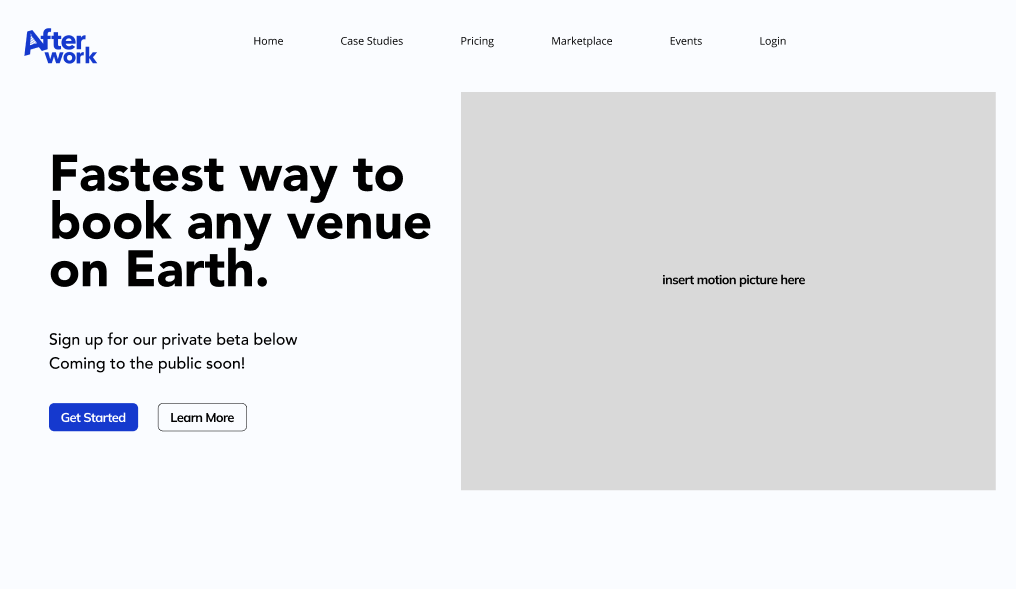 After
work
Home Case Studies Pricing Marketplace Events Login
Fastest way to
book any venue
on Earth.
insert motion picture here
Sign up for our private beta below
Coming to the public soon!
Get Started Learn More